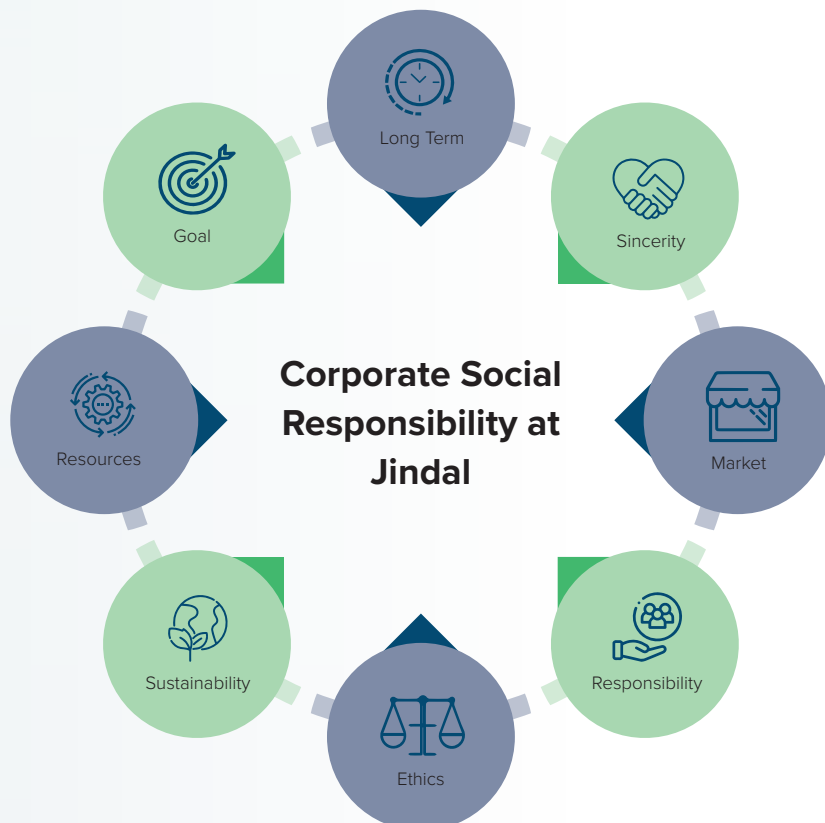 Long Term
Goal
Sincerity
Corporate Social
Responsibility at
Jindal
Resources
Market
Sustainability
Responsibility
Ethics